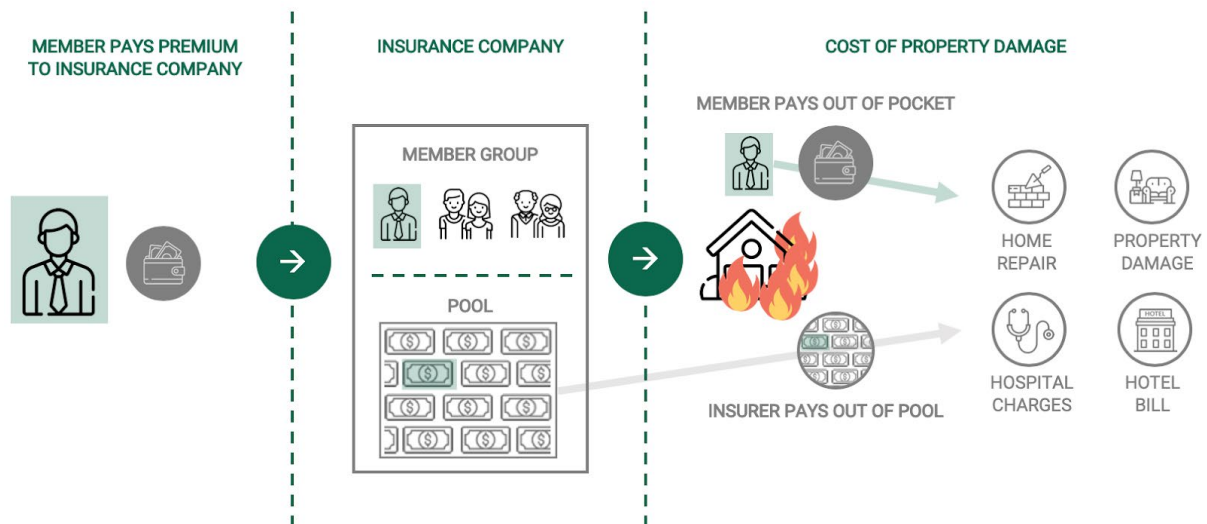 MEMBER PAYS PREMIUM
TO INSURANCE COMPANY
INSURANCE COMPANY
MEMBER GROUP
POOL
COST OF PROPERTY DAMAGE
MEMBER PAYS OUT OF POCKET
INSURER PAYS OUT OF POOL
HOME
REPAIR
PROPERTY
DAMAGE
HOSPITAL
CHARGES
HOTEL
HOTEL
BILL